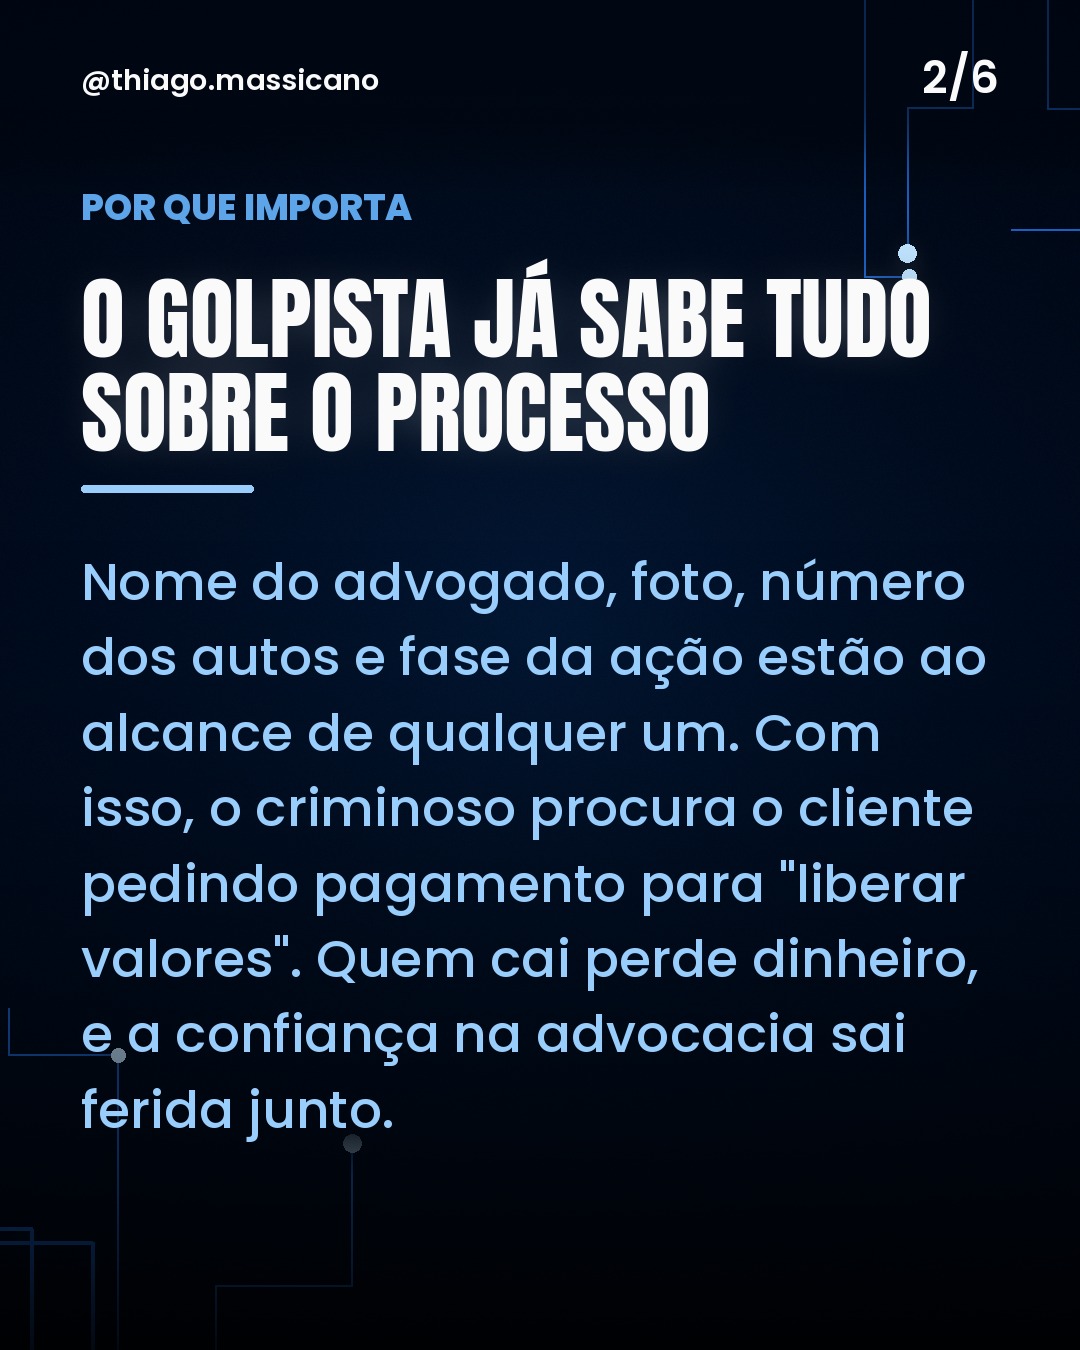 @thiago.massicano
2/6
POR QUE IMPORTA
O GOLPISTA JÁ SABE TUDO
SOBRE O PROCESSO
Nome do advogado, foto, número
dos autos e fase da ação estão ao
alcance de qualquer um. Com
isso, o criminoso procura o cliente
pedindo pagamento para "liberar
valores". Quem cai perde dinheiro,
e a confiança na advocacia sai
ferida junto.